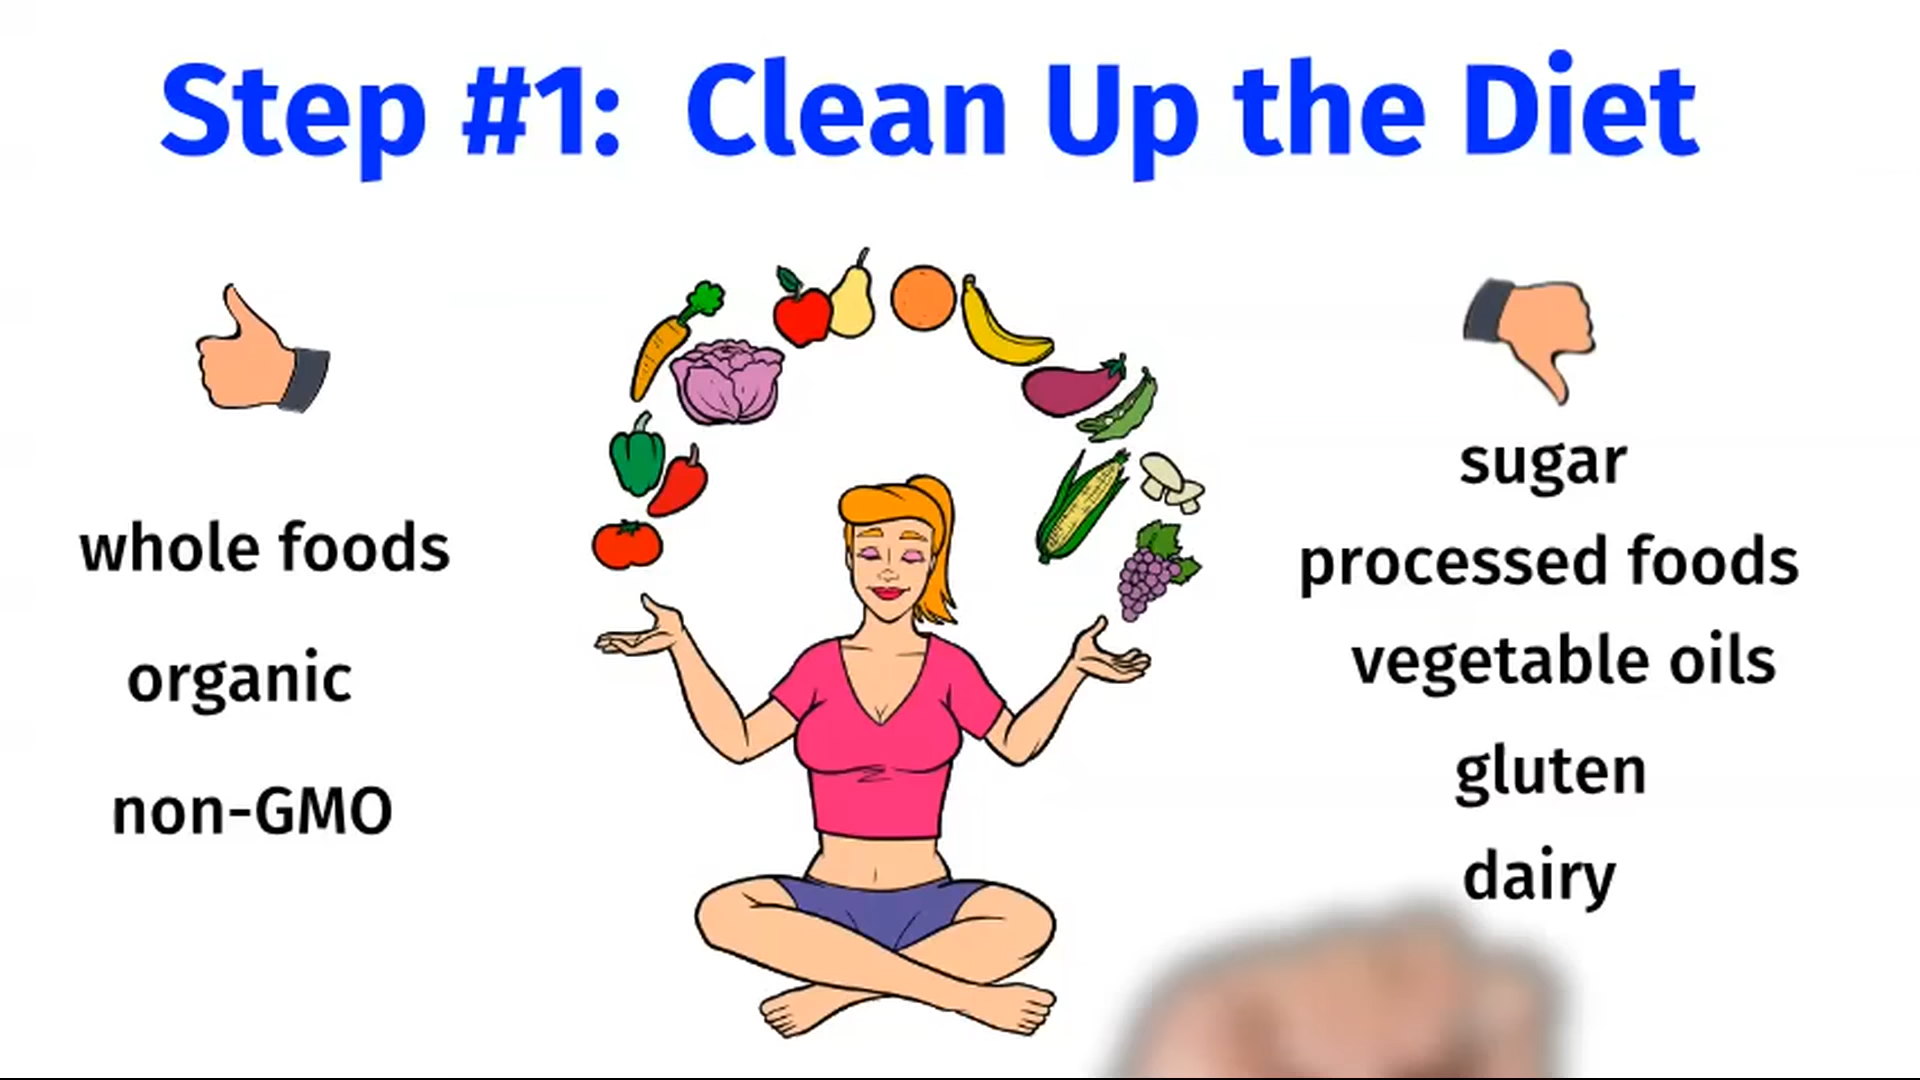 Step #1: Clean Up the Diet
whole foods
organic
non-GMO
sugar
processed foods
vegetable oils
gluten
dairy